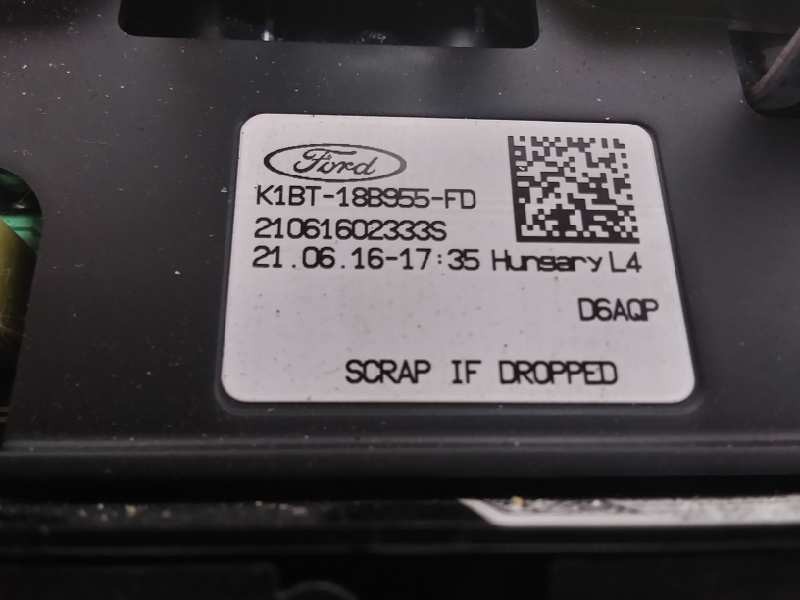 Ford
K1BT-18B955-FD
21061602333S
21.06.16-17:35 Hungary L4
D6AQP
SCRAP IF DROPPED